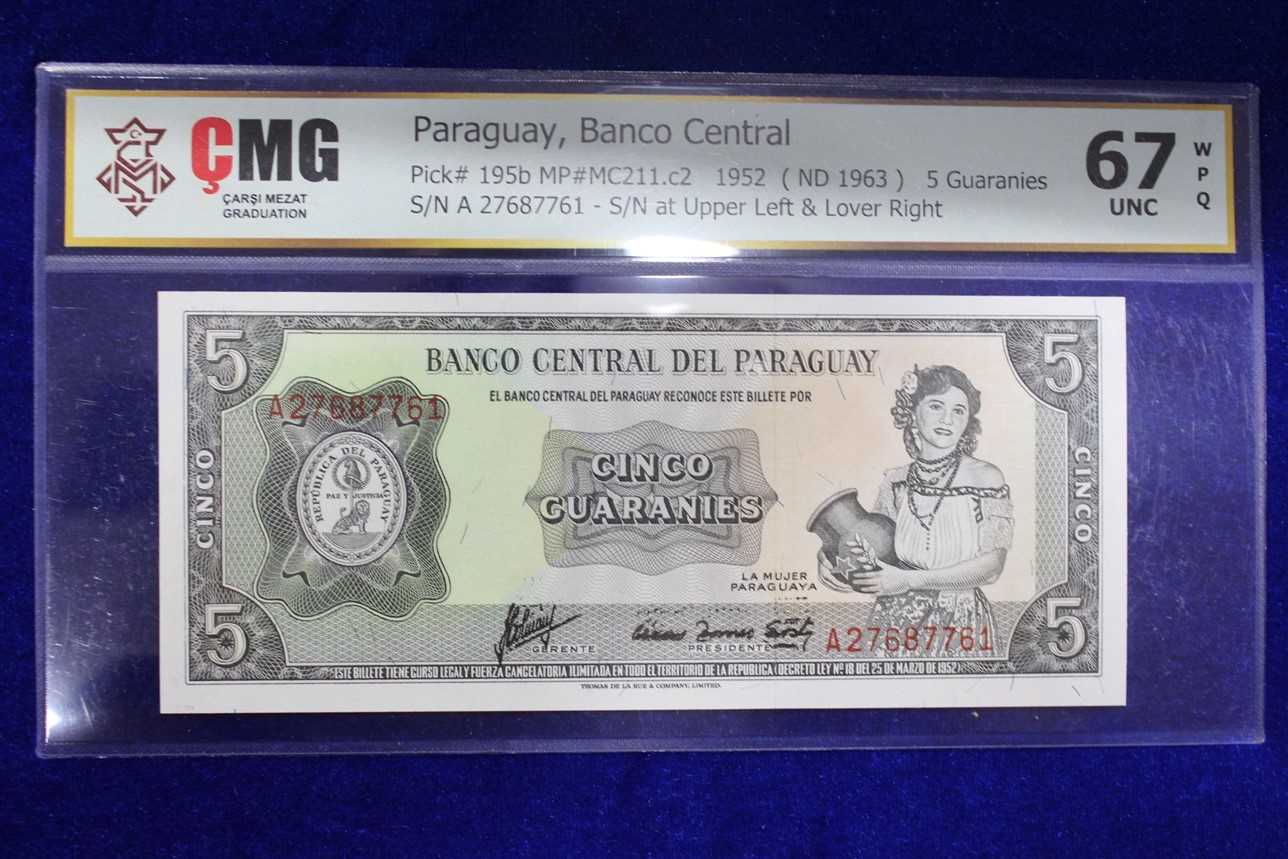 ÇMG
ÇARŞI MEZAT
GRADUATION
Paraguay, Banco Central
Pick# 195b MP#MC211.c2 1952 ( ND 1963 ) 5 Guaranies
S/N A 27687761 - S/N at Upper Left & Lover Right
67
UNC
W
P
Q
5
BANCO CENTRAL DEL PARAGUAY
5
EL BANCO CENTRAL DEL PARAGUAY RECONOCE ESTE BILLETE POR
A27687761
CINCO
REPÚBLICA DEL PARAGUAY
PAZ Y JUSTICIA
CINCO
GUARANIES
CINCO
LA MUJER
PARAGUAYA
5
GERENTE
PRESIDENTE
A27687761
5
ESTE BILLETE TIENE CURSO LEGAL Y FUERZA CANCELATORIA ILIMITADA EN TODO EL TERRITORIO DE LA REPUBLICA (DECRETO LEY Nº 18 DEL 25 DE MARZO DE 1952)
THOMAS DE LA RUE & COMPANY, LIMITED.